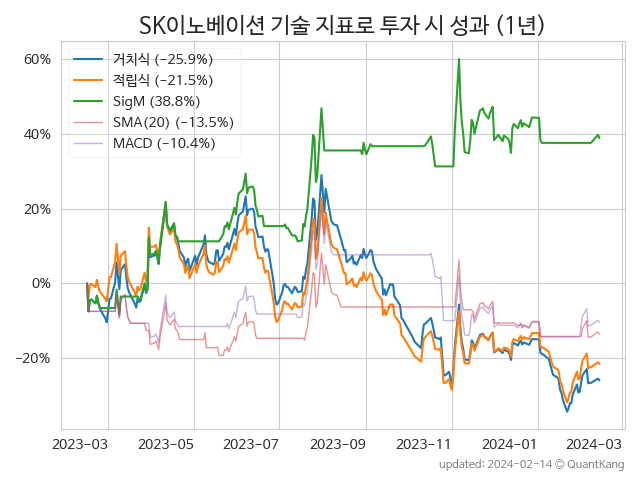 SK이노베이션 기술 지표로 투자 시 성과 (1년)
60%
40%
20%
0%
−20%
거치식 (−25.9%)
적립식 (−21.5%)
SigM (38.8%)
SMA(20) (−13.5%)
MACD (−10.4%)
2023-03 2023-05 2023-07 2023-09 2023-11 2024-01 2024-03
updated: 2024-02-14 © QuantKang